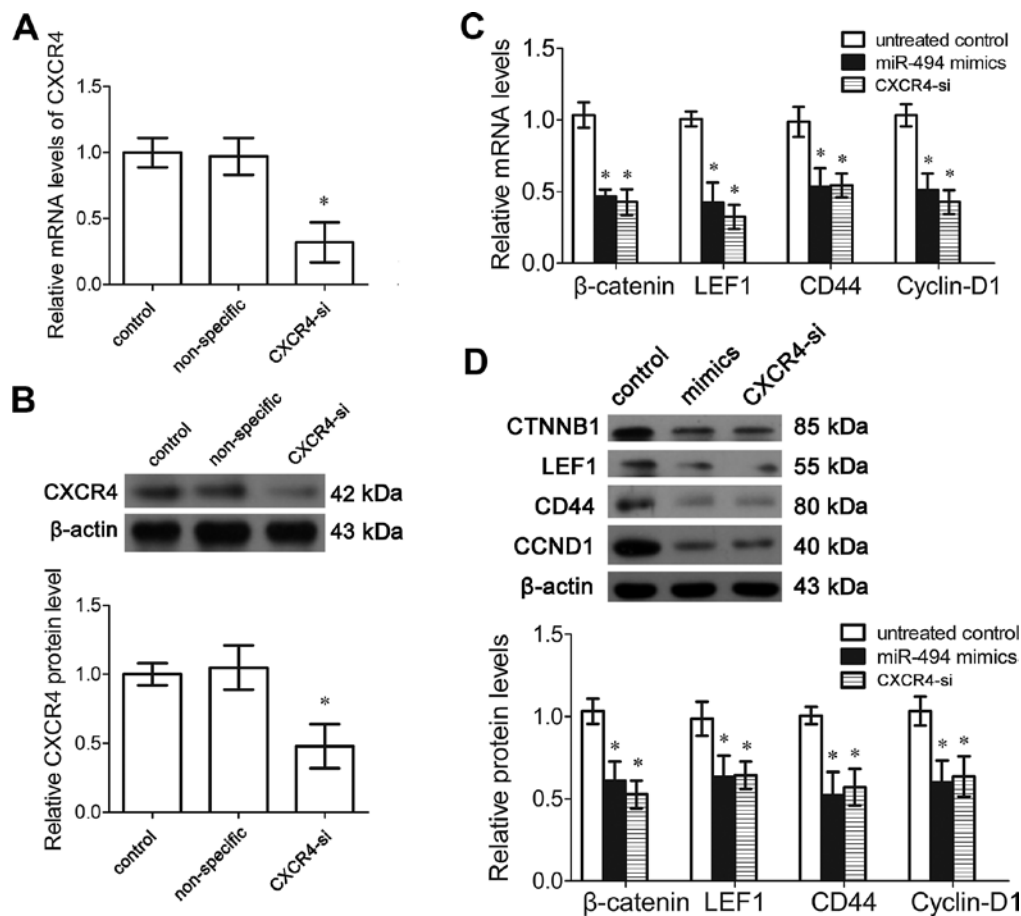 A
Relative mRNA levels of CXCR4
1.5
1.0
0.5
0.0
control
non-specific
CXCR4-si
B
control
non-specific
CXCR4-si
CXCR4
42 kDa
β-actin
43 kDa
Relative CXCR4 protein level
1.5
1.0
0.5
0.0
control
non-specific
CXCR4-si
*
*
C
untreated control
miR-494 mimics
CXCR4-si
Relative mRNA levels
1.5
1.0
0.5
0.0
* *
* *
* *
* *
β-catenin
LEF1
CD44
Cyclin-D1
D
control
mimics
CXCR4-si
CTNNB1
85 kDa
LEF1
55 kDa
CD44
80 kDa
CCND1
40 kDa
β-actin
43 kDa
untreated control
miR-494 mimics
CXCR4-si
Relative protein levels
1.5
1.0
0.5
0.0
* *
* *
* *
* *
β-catenin
LEF1
CD44
Cyclin-D1